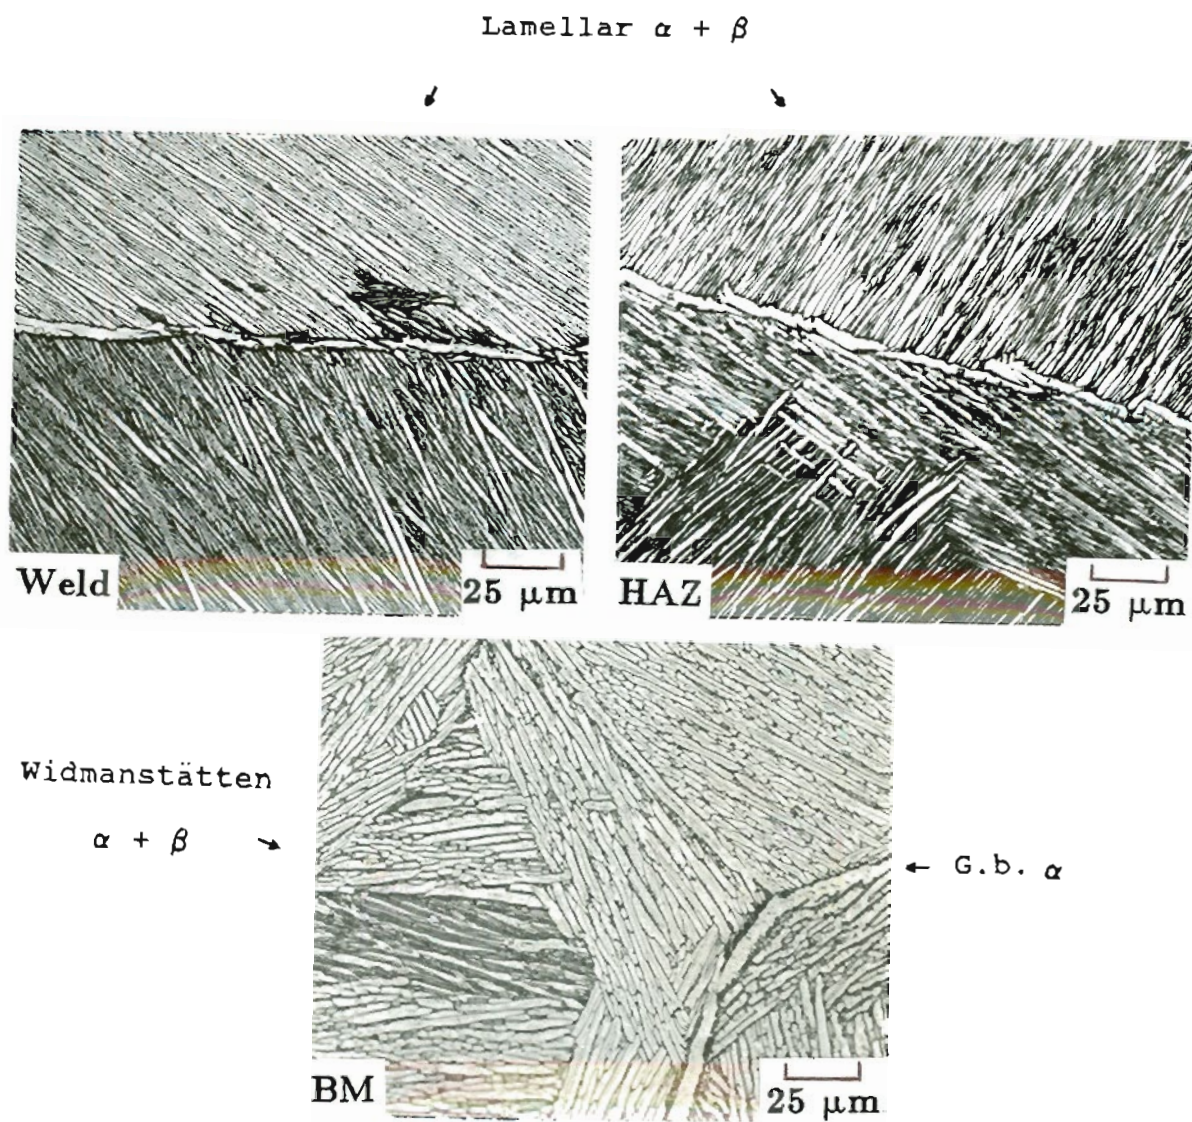 Lamellar α + β
Weld
25 μm
HAZ
25 μm
Widmanstätten
α + β
G.b. α
BM
25 μm